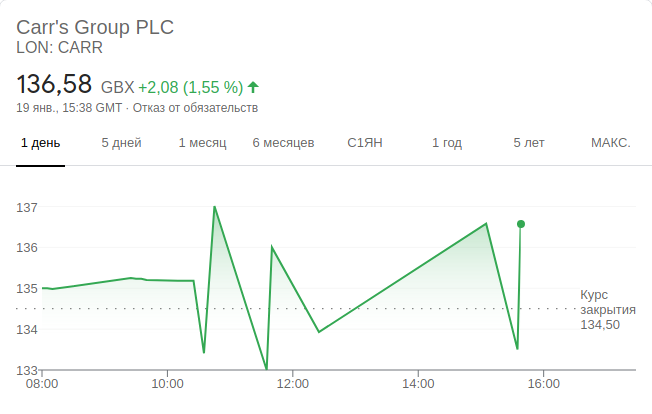 Carr's Group PLC
LON: CARR
136,58 GBX +2,08 (1,55 %)
19 янв., 15:38 GMT · Отказ от обязательств
1 день 5 дней 1 месяц 6 месяцев С1ЯН 1 год 5 лет МАКС.
137
136
135
134
133
Курс
закрытия
134,50
08:00 10:00 12:00 14:00 16:00